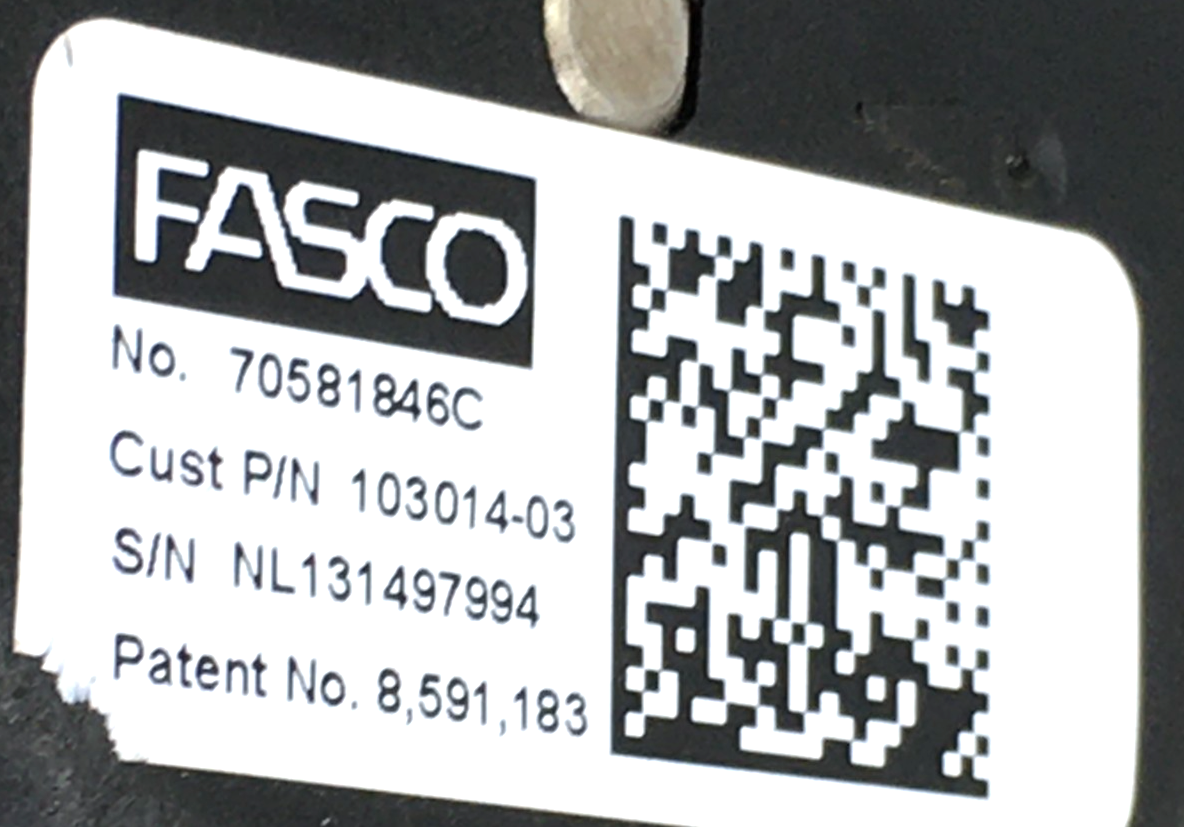 FASCO
No. 70581846C
Cust P/N 103014-03
S/N NL131497994
Patent No. 8,591,183